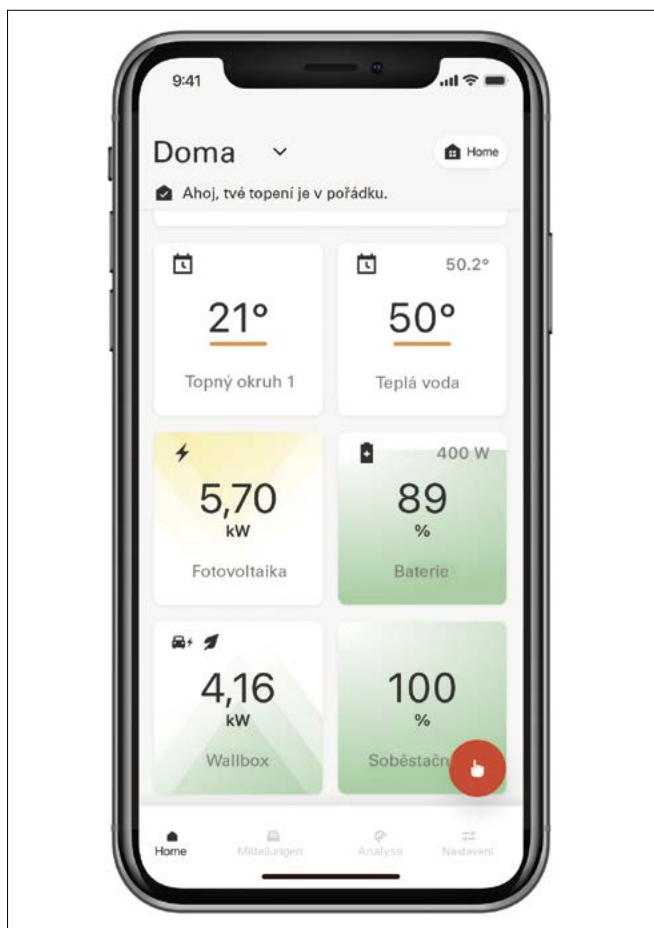 9:41
Doma
Home
Ahoj, tvé topení je v pořádku.
21°
Topný okruh 1
50.2°
50°
Teplá voda
5,70
kW
Fotovoltaika
400 W
89
%
Baterie
4,16
kW
Wallbox
100
%
Soběstačn
Home
Mitteilungen
Analyse
Nastavení